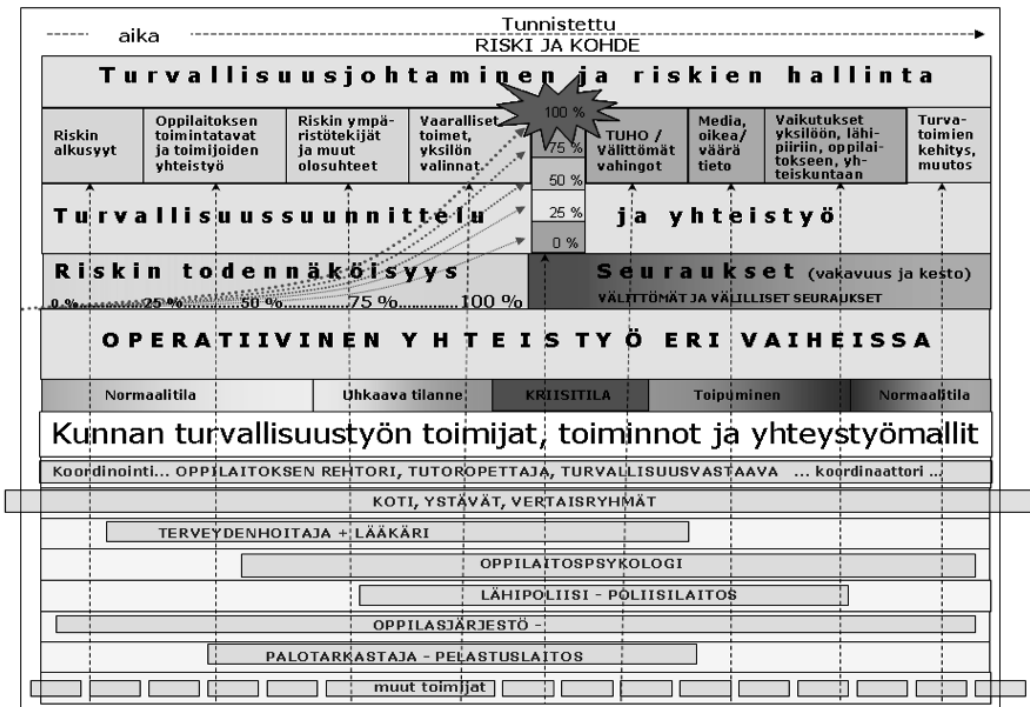 aika
Tunnistettu
RISKI JA KOHDE
Turvallisuusjohtaminen ja riskien hallinta
Riskin
alkusyyt
Oppilaitoksen
toimintatavat
ja toimijoiden
yhteistyö
Riskin ympä-
ristötekijät
ja muut
olosuhteet
Vaaralliset
toimet,
yksilön
valinnat
100 %
75 %
50 %
25 %
0 %
TUHO /
Välittömät
vahingot
Media,
oikea/
väärä
tieto
Vaikutukset
yksilöön, lähi-
piiriin, oppilai-
tokseen, yh-
teiskuntaan
Turva-
toimien
kehitys,
muutos
Turvallisuussuunnittelu ja yhteistyö
Riskin todennäköisyys
0 %............25 %............50 %............75 %............100 %
Seuraukset (vakavuus ja kesto)
VÄLITTÖMÄT JA VÄLILLISET SEURAUKSET
OPERATIIVINEN YHTEISTYÖ ERI VAIHEISSA
Normaalitila
Uhkaava tilanne
KRIISITILA
Toipuminen
Normaalitila
Kunnan turvallisuustyön toimijat, toiminnot ja yhteystyömallit
Koordinointi... OPPILAITOKSEN REHTORI, TUTOROPETTAJA, TURVALLISUUSVASTAAVA ... koordinaattori ...
KOTI, YSTÄVÄT, VERTAISRYHMÄT
TERVEYDENHOITAJA + LÄÄKÄRI
OPPILAITOSPSYKOLOGI
LÄHIPOLIISI - POLIISILAITOS
OPPILASJÄRJESTÖ -
PALOTARKASTAJA - PELASTUSLAITOS
muut toimijat